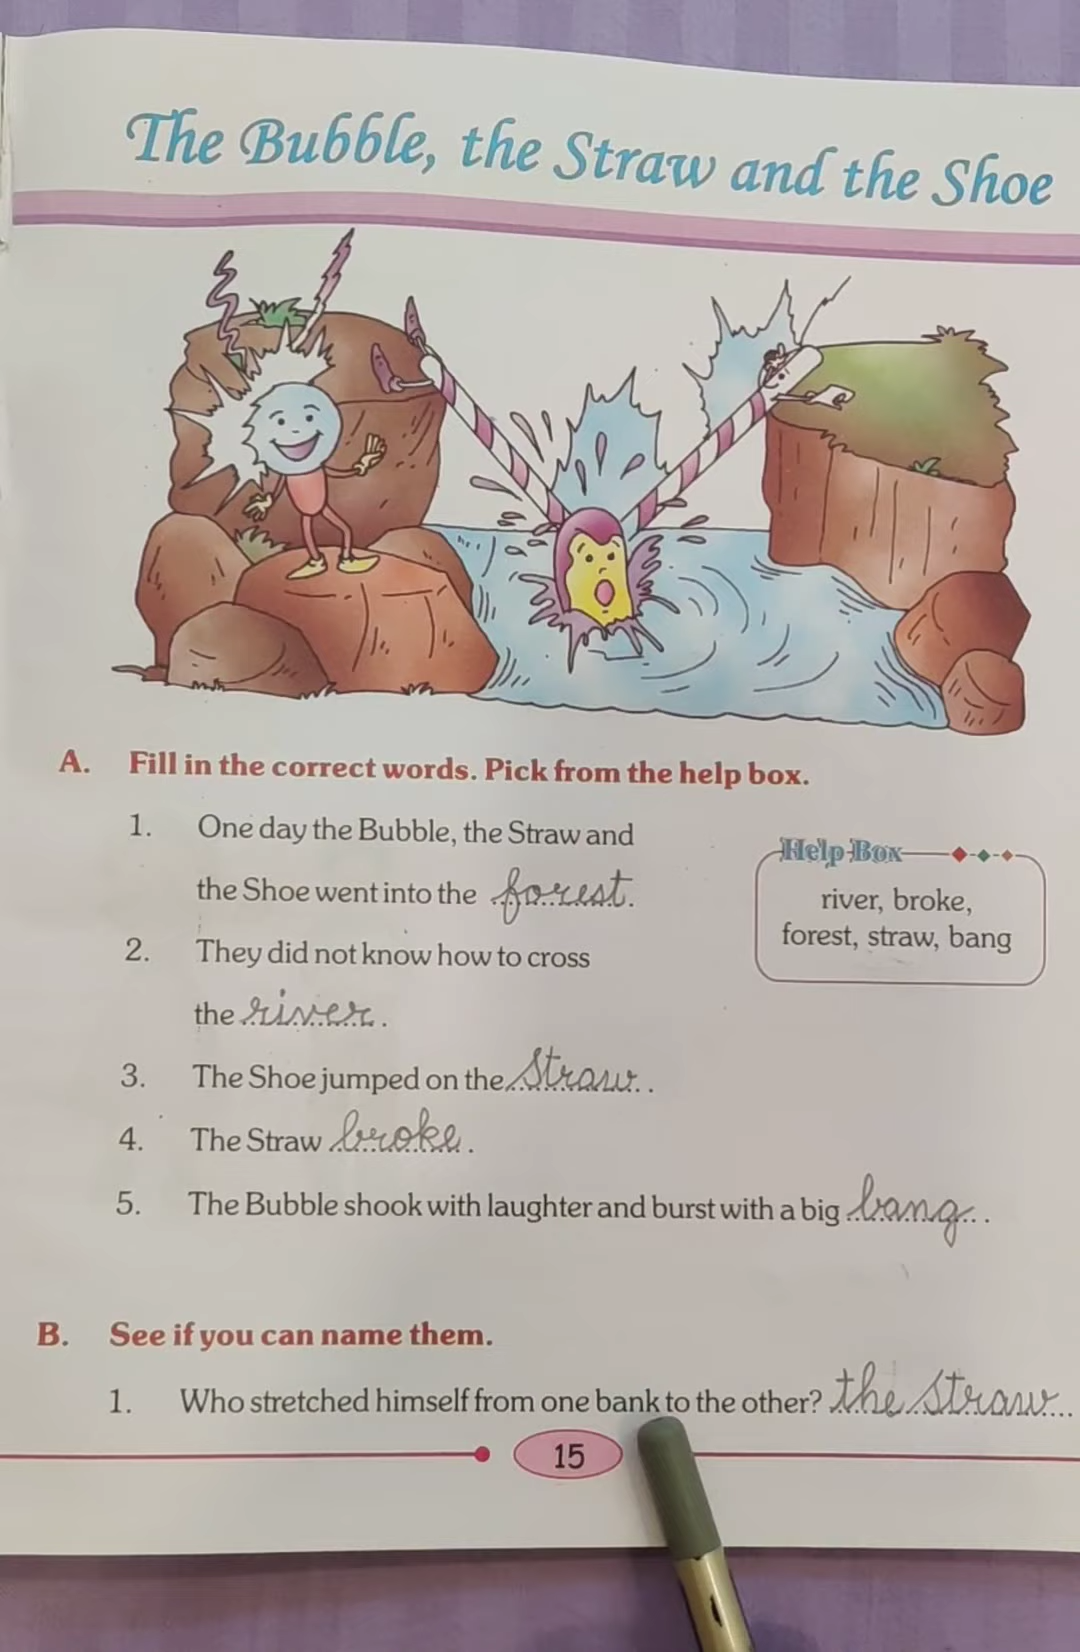 The Bubble, the Straw and the Shoe
A. Fill in the correct words. Pick from the help box.
1. One day the Bubble, the Straw and
the Shoe went into the forest.
2. They did not know how to cross
the river.
3. The Shoe jumped on the straw.
4. The Straw broke.
5. The Bubble shook with laughter and burst with a big bang.
Help Box
river, broke,
forest, straw, bang
B. See if you can name them.
1. Who stretched himself from one bank to the other? the straw
15